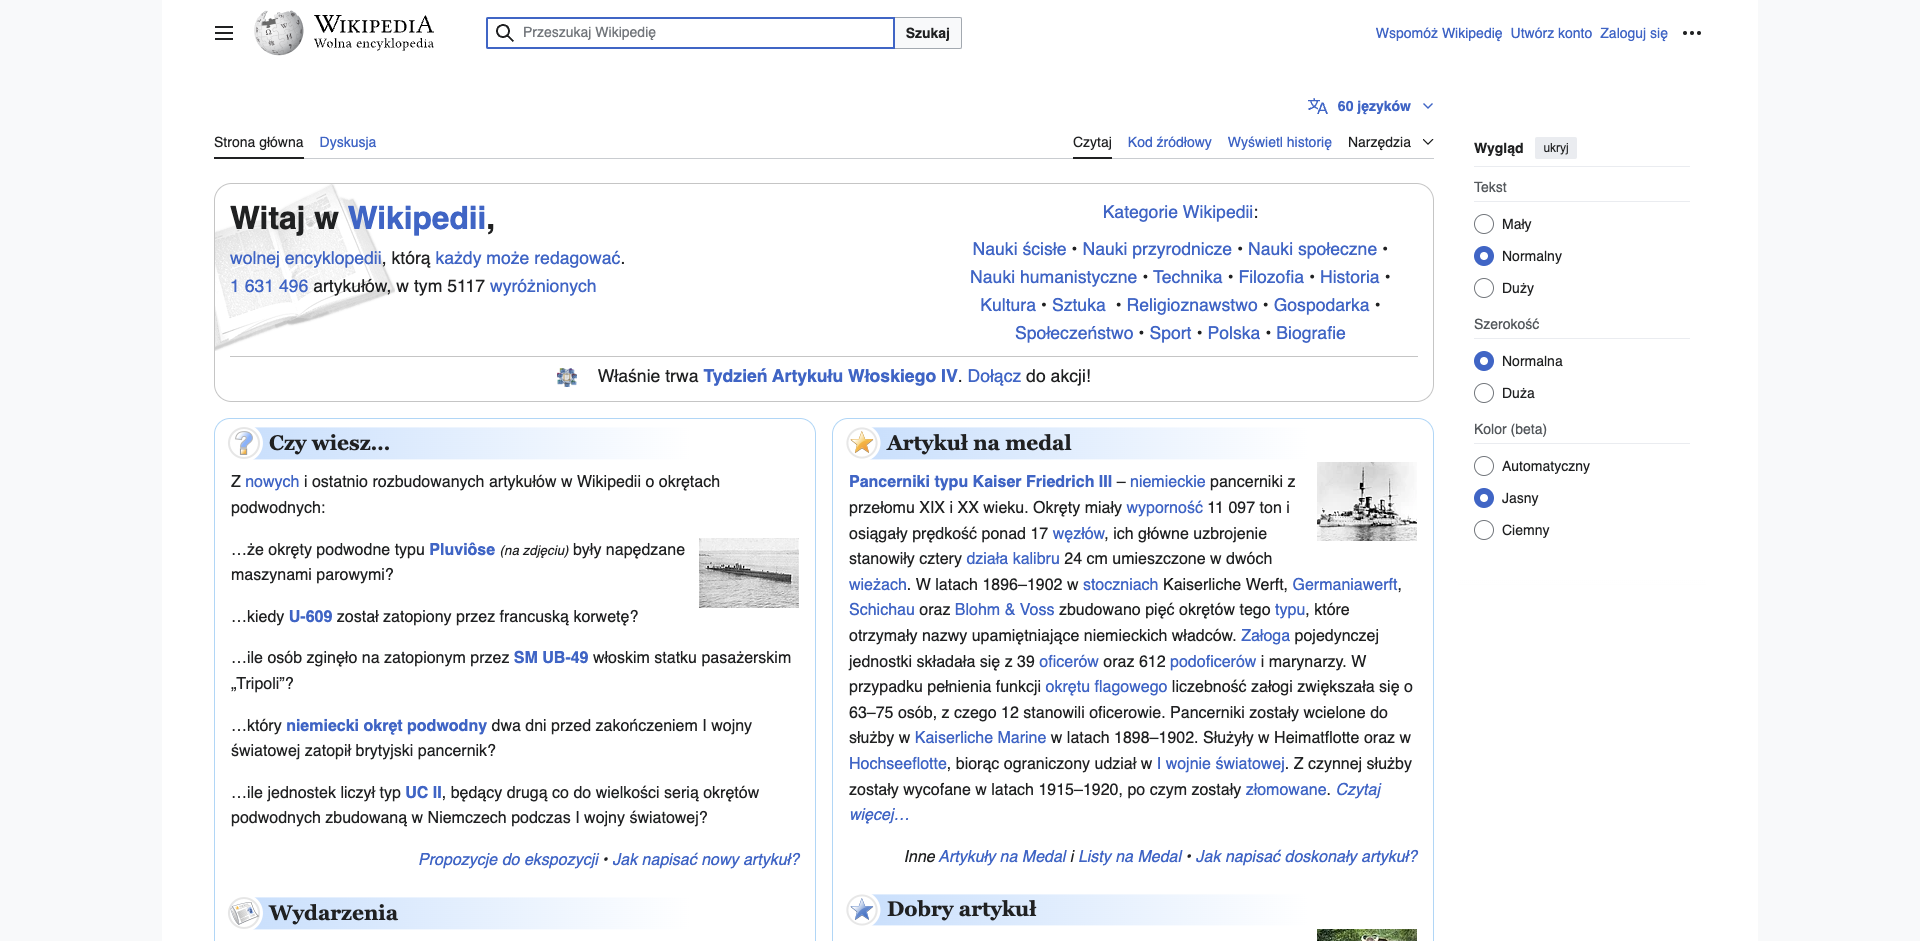 WIKIPEDIA
Wolna encyklopedia
Przeszukaj Wikipedię
Szukaj
Wspomóż Wikipedię Utwórz konto Zaloguj się
60 języków
Strona główna Dyskusja
Czytaj Kod źródłowy Wyświetl historię Narzędzia
Witaj w Wikipedii,
wolnej encyklopedii, którą każdy może redagować.
1 631 496 artykułów, w tym 5117 wyróżnionych
Kategorie Wikipedii:
Nauki ścisłe • Nauki przyrodnicze • Nauki społeczne •
Nauki humanistyczne • Technika • Filozofia • Historia •
Kultura • Sztuka • Religioznawstwo • Gospodarka •
Społeczeństwo • Sport • Polska • Biografie
Właśnie trwa Tydzień Artykułu Włoskiego IV. Dołącz do akcji!
Czy wiesz…
Z nowych i ostatnio rozbudowanych artykułów w Wikipedii o okrętach
podwodnych:
…że okręty podwodne typu Pluviôse (na zdjęciu) były napędzane
maszynami parowymi?
…kiedy U-609 został zatopiony przez francuską korwetę?
…ile osób zginęło na zatopionym przez SM UB-49 włoskim statku pasażerskim
„Tripoli”?
…który niemiecki okręt podwodny dwa dni przed zakończeniem I wojny
światowej zatopił brytyjski pancernik?
…ile jednostek liczył typ UC II, będący drugą co do wielkości serią okrętów
podwodnych zbudowaną w Niemczech podczas I wojny światowej?
Propozycje do ekspozycji • Jak napisać nowy artykuł?
Wydarzenia
Artykuł na medal
Pancerniki typu Kaiser Friedrich III – niemieckie pancerniki z
przełomu XIX i XX wieku. Okręty miały wyporność 11 097 ton i
osiągały prędkość ponad 17 węzłów, ich główne uzbrojenie
stanowiły cztery działa kalibru 24 cm umieszczone w dwóch
wieżach. W latach 1896–1902 w stoczniach Kaiserliche Werft, Germaniawerft,
Schichau oraz Blohm & Voss zbudowano pięć okrętów tego typu, które
otrzymały nazwy upamiętniające niemieckich władców. Załoga pojedynczej
jednostki składała się z 39 oficerów oraz 612 podoficerów i marynarzy. W
przypadku pełnienia funkcji okrętu flagowego liczebność załogi zwiększała się o
63–75 osób, z czego 12 stanowili oficerowie. Pancerniki zostały wcielone do
służby w Kaiserliche Marine w latach 1898–1902. Służyły w Heimatflotte oraz w
Hochseeflotte, biorąc ograniczony udział w I wojnie światowej. Z czynnej służby
zostały wycofane w latach 1915–1920, po czym zostały złomowane. Czytaj
więcej…
Inne Artykuły na Medal i Listy na Medal • Jak napisać doskonały artykuł?
Dobry artykuł
Wygląd ukryj
Tekst
Mały
Normalny
Duży
Szerokość
Normalna
Duża
Kolor (beta)
Automatyczny
Jasny
Ciemny